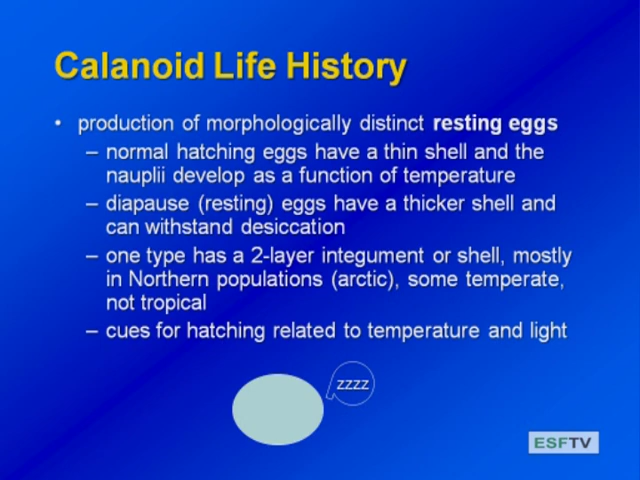 Calanoid Life History
• production of morphologically distinct resting eggs
– normal hatching eggs have a thin shell and the
nauplii develop as a function of temperature
– diapause (resting) eggs have a thicker shell and
can withstand desiccation
– one type has a 2-layer integument or shell, mostly
in Northern populations (arctic), some temperate,
not tropical
– cues for hatching related to temperature and light
zzzz
ESFTV